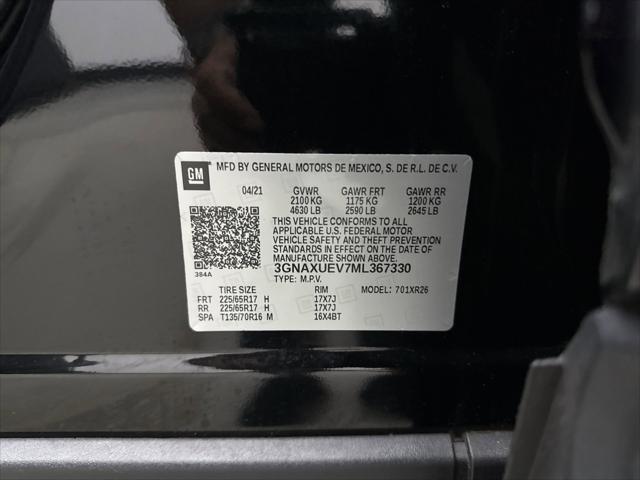 GM MFD BY GENERAL MOTORS DE MEXICO, S. DE R.L. DE C.V.
04/21 GVWR GAWR FRT GAWR RR
2100 KG 1175 KG 1200 KG
4630 LB 2590 LB 2645 LB
THIS VEHICLE CONFORMS TO ALL
APPLICABLE U.S. FEDERAL MOTOR
VEHICLE SAFETY AND THEFT PREVENTION
STANDARDS IN EFFECT ON THE DATE OF
MANUFACTURE SHOWN ABOVE.
3GNAXUEV7ML367330
384A TYPE: M.P.V.
TIRE SIZE RIM MODEL: 701XR26
FRT 225/65R17 H 17X7J
RR 225/65R17 H 17X7J
SPA T135/70R16 M 16X4BT